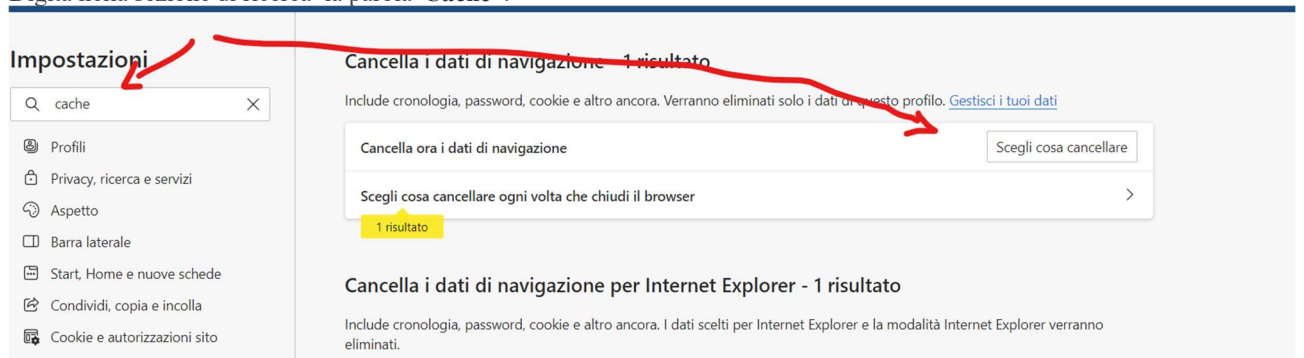 Impostazioni
cache
Profili
Privacy, ricerca e servizi
Aspetto
Barra laterale
Start, Home e nuove schede
Condividi, copia e incolla
Cookie e autorizzazioni sito
Cancella i dati di navigazione - 1 risultato
Include cronologia, password, cookie e altro ancora. Verranno eliminati solo i dati di questo profilo. Gestisci i tuoi dati
Cancella ora i dati di navigazione
Scegli cosa cancellare
Scegli cosa cancellare ogni volta che chiudi il browser
1 risultato
Cancella i dati di navigazione per Internet Explorer - 1 risultato
Include cronologia, password, cookie e altro ancora. I dati scelti per Internet Explorer e la modalità Internet Explorer verranno
eliminati.